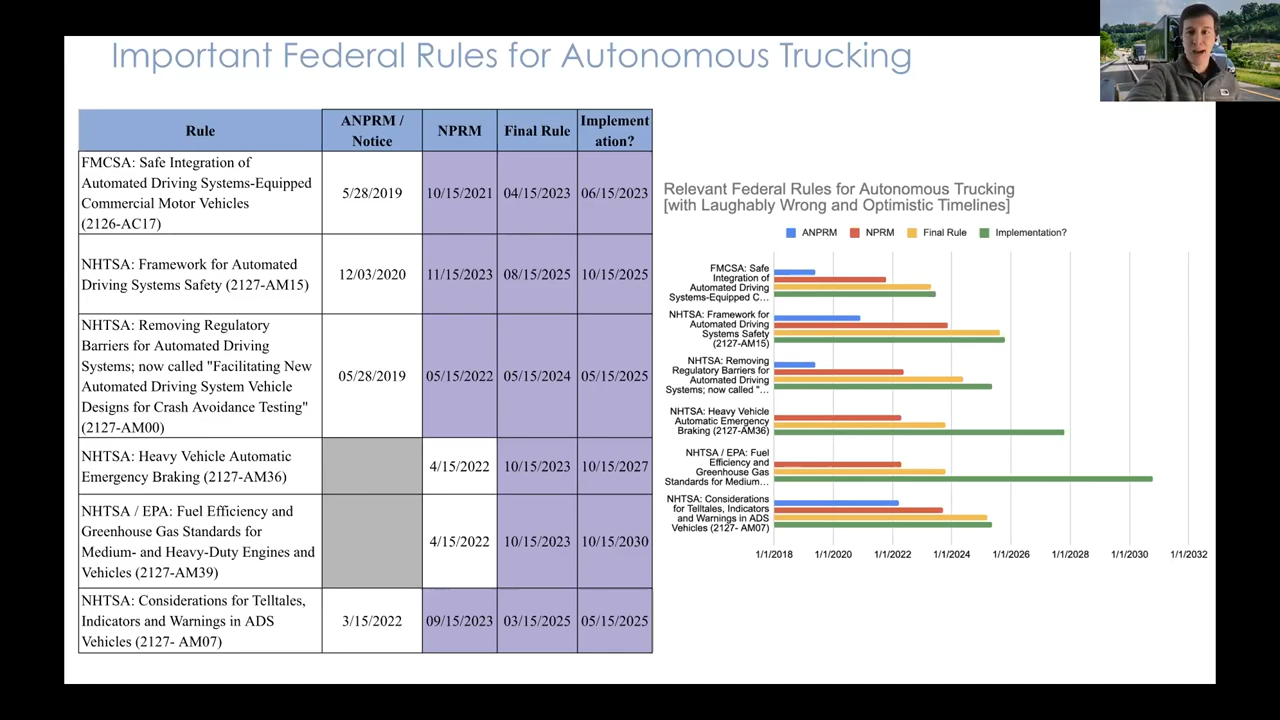 Important Federal Rules for Autonomous Trucking
Rule
ANPRM /
Notice
NPRM
Final Rule
Implement
ation?
FMCSA: Safe Integration of
Automated Driving Systems-Equipped
Commercial Motor Vehicles
(2126-AC17)
5/28/2019
10/15/2021
04/15/2023
06/15/2023
NHTSA: Framework for Automated
Driving Systems Safety (2127-AM15)
12/03/2020
11/15/2023
08/15/2025
10/15/2025
NHTSA: Removing Regulatory
Barriers for Automated Driving
Systems; now called "Facilitating New
Automated Driving System Vehicle
Designs for Crash Avoidance Testing"
(2127-AM00)
05/28/2019
05/15/2022
05/15/2024
05/15/2025
NHTSA: Heavy Vehicle Automatic
Emergency Braking (2127-AM36)
4/15/2022
10/15/2023
10/15/2027
NHTSA / EPA: Fuel Efficiency and
Greenhouse Gas Standards for
Medium- and Heavy-Duty Engines and
Vehicles (2127-AM39)
4/15/2022
10/15/2023
10/15/2030
NHTSA: Considerations for Telltales,
Indicators and Warnings in ADS
Vehicles (2127- AM07)
3/15/2022
09/15/2023
03/15/2025
05/15/2025
Relevant Federal Rules for Autonomous Trucking
[with Laughably Wrong and Optimistic Timelines]
ANPRM
NPRM
Final Rule
Implementation?
FMCSA: Safe
Integration of
Automated Driving
Systems-Equipped C…
NHTSA: Framework for
Automated Driving
Systems Safety
(2127-AM15)
NHTSA: Removing
Regulatory Barriers for
Automated Driving
Systems; now called "…
NHTSA: Heavy Vehicle
Automatic Emergency
Braking (2127-AM36)
NHTSA / EPA: Fuel
Efficiency and
Greenhouse Gas
Standards for Medium…
NHTSA: Considerations
for Telltales, Indicators
and Warnings in ADS
Vehicles (2127- AM07)
1/1/2018
1/1/2020
1/1/2022
1/1/2024
1/1/2026
1/1/2028
1/1/2030
1/1/2032